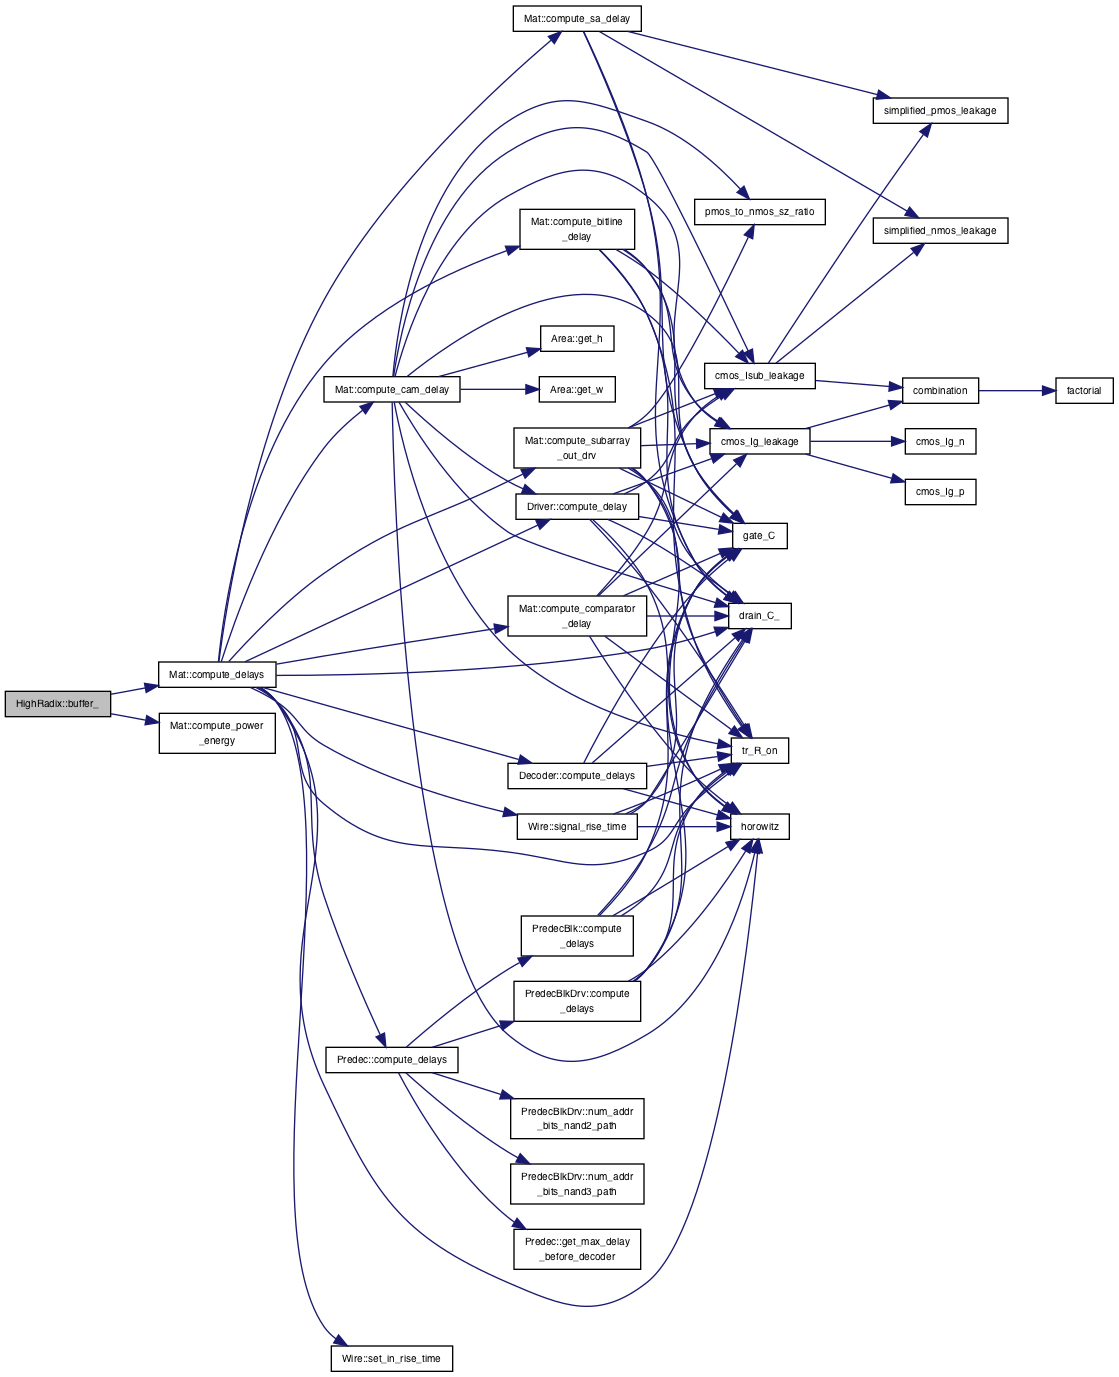 Mat::compute_sa_delay
simplified_pmos_leakage
pmos_to_nmos_sz_ratio
Mat::compute_bitline
_delay
simplified_nmos_leakage
Area::get_h
cmos_Isub_leakage
Mat::compute_cam_delay
Area::get_w
combination
factorial
Mat::compute_subarray
_out_drv
cmos_Ig_leakage
cmos_Ig_n
cmos_Ig_p
Driver::compute_delay
gate_C
Mat::compute_comparator
_delay
drain_C_
Mat::compute_delays
HighRadix::buffer_
Mat::compute_power
_energy
tr_R_on
Decoder::compute_delays
Wire::signal_rise_time
horowitz
PredecBlk::compute
_delays
PredecBlkDrv::compute
_delays
Predec::compute_delays
PredecBlkDrv::num_addr
_bits_nand2_path
PredecBlkDrv::num_addr
_bits_nand3_path
Predec::get_max_delay
_before_decoder
Wire::set_in_rise_time